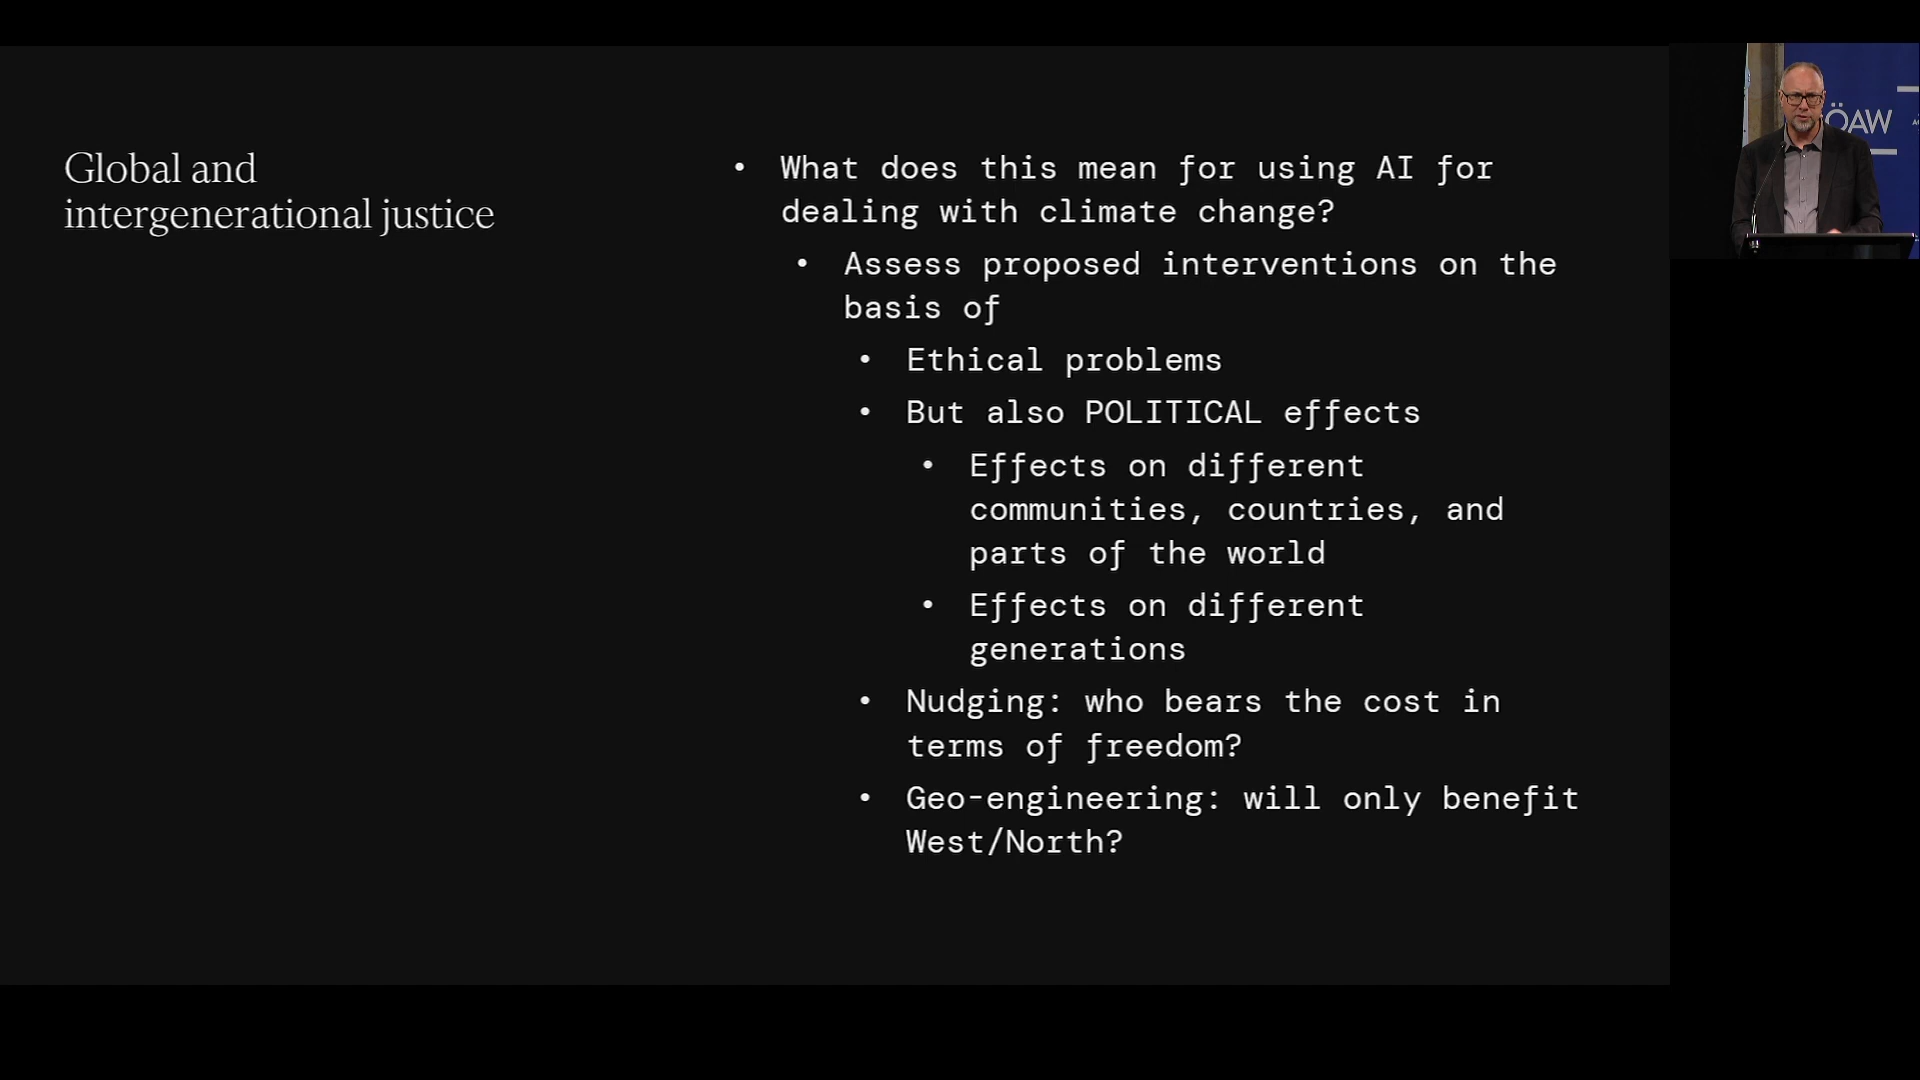 Global and
intergenerational justice
• What does this mean for using AI for
dealing with climate change?
• Assess proposed interventions on the
basis of
• Ethical problems
• But also POLITICAL effects
• Effects on different
communities, countries, and
parts of the world
• Effects on different
generations
• Nudging: who bears the cost in
terms of freedom?
• Geo-engineering: will only benefit
West/North?
ÖAW